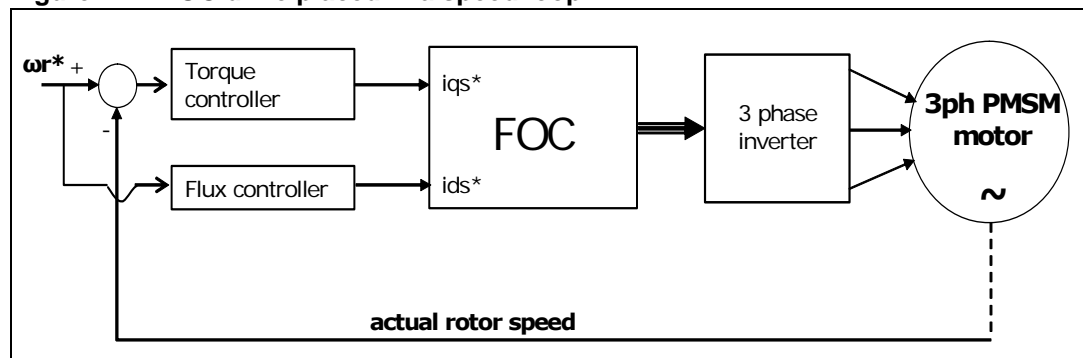 ωr* +
-
Torque
controller
Flux controller
iqs*
FOC
ids*
3 phase
inverter
3ph PMSM
motor
~
actual rotor speed